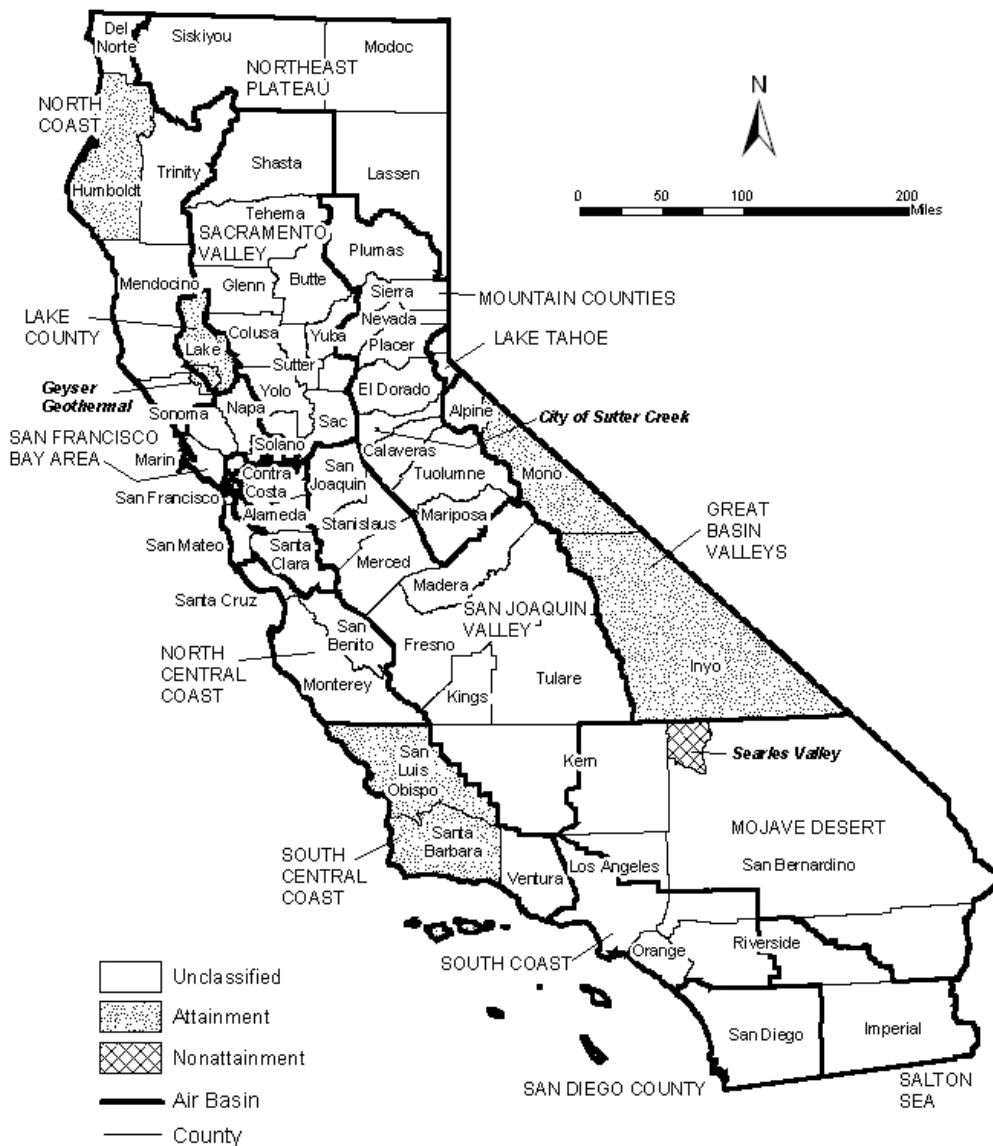 Del
Norte
Siskiyou
Modoc
NORTHEAST
PLATEAU
NORTH
COAST
N
Shasta
Trinity
Lassen
Humboldt
0
50
100
200
Miles
Tehema
SACRAMENTO
VALLEY
Plumas
Mendocino
Glenn
Butte
Sierra
MOUNTAIN COUNTIES
LAKE
COUNTY
Nevada
Colusa
Yuba
Placer
LAKE TAHOE
Lake
Sutter
Geyser
Geothermal
Yolo
El Dorado
Sonoma
Napa
Alpine
City of Sutter Creek
Sac
SAN FRANCISCO
BAY AREA
Solano
Calaveras
Marin
Contra
Costa
San
Joaquin
Tuolumne
Mono
San Francisco
Alameda
Mariposa
GREAT
BASIN
VALLEYS
Stanislaus
San Mateo
Santa
Clara
Merced
Madera
Santa Cruz
SAN JOAQUIN
VALLEY
San
Benito
Fresno
NORTH
CENTRAL
COAST
Inyo
Monterey
Kings
Tulare
San
Luis
Obispo
Kern
Searles Valley
Santa
Barbara
MOJAVE DESERT
SOUTH
CENTRAL
COAST
Los Angeles
San Bernardino
Ventura
Orange
Riverside
SOUTH COAST
Unclassified
Attainment
Nonattainment
Air Basin
County
San Diego
Imperial
SAN DIEGO COUNTY
SALTON
SEA